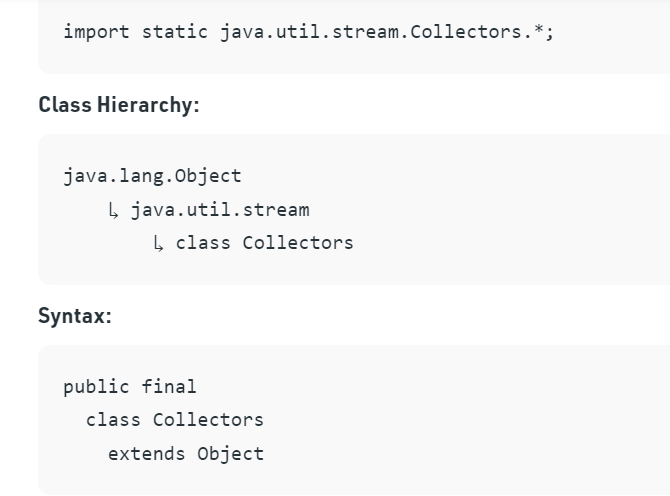 import static java.util.stream.Collectors.*;
Class Hierarchy:
java.lang.Object
    ↳ java.util.stream
        ↳ class Collectors
Syntax:
public final
  class Collectors
    extends Object